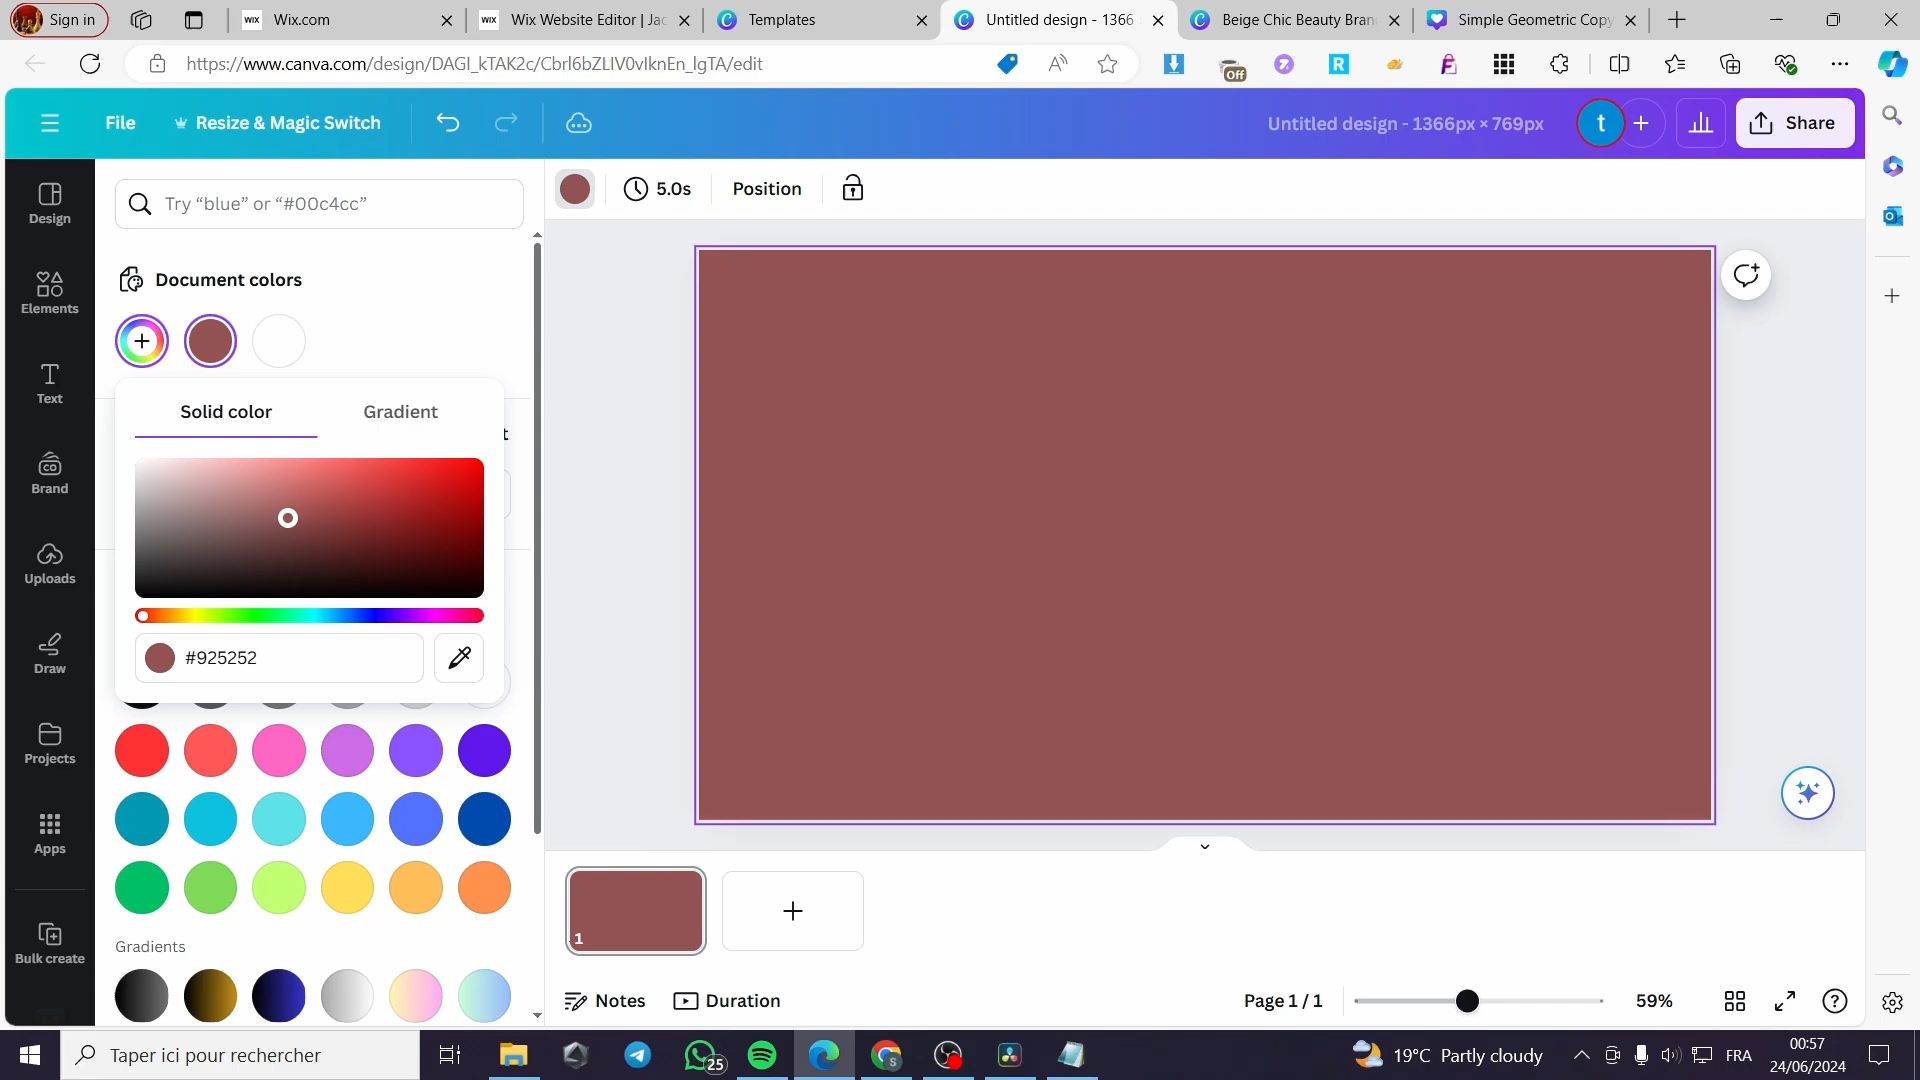 Sign in
Wix.com
Wix Website Editor | Jac
Templates
Untitled design - 1366
Beige Chic Beauty Bran
Simple Geometric Copy
https://www.canva.com/design/DAGI_kTAK2c/Cbrl6bZLIV0vIknEn_lgTA/edit
Off
File
Resize & Magic Switch
Untitled design - 1366px × 769px
t
Share
Design
Elements
Text
Brand
Uploads
Draw
Projects
Apps
Bulk create
Try “blue” or “#00c4cc”
5.0s
Position
Document colors
Solid color
Gradient
t
#925252
Gradients
1
Notes
Duration
Page 1 / 1
59%
Taper ici pour rechercher
25
19°C Partly cloudy
FRA
00:57
24/06/2024